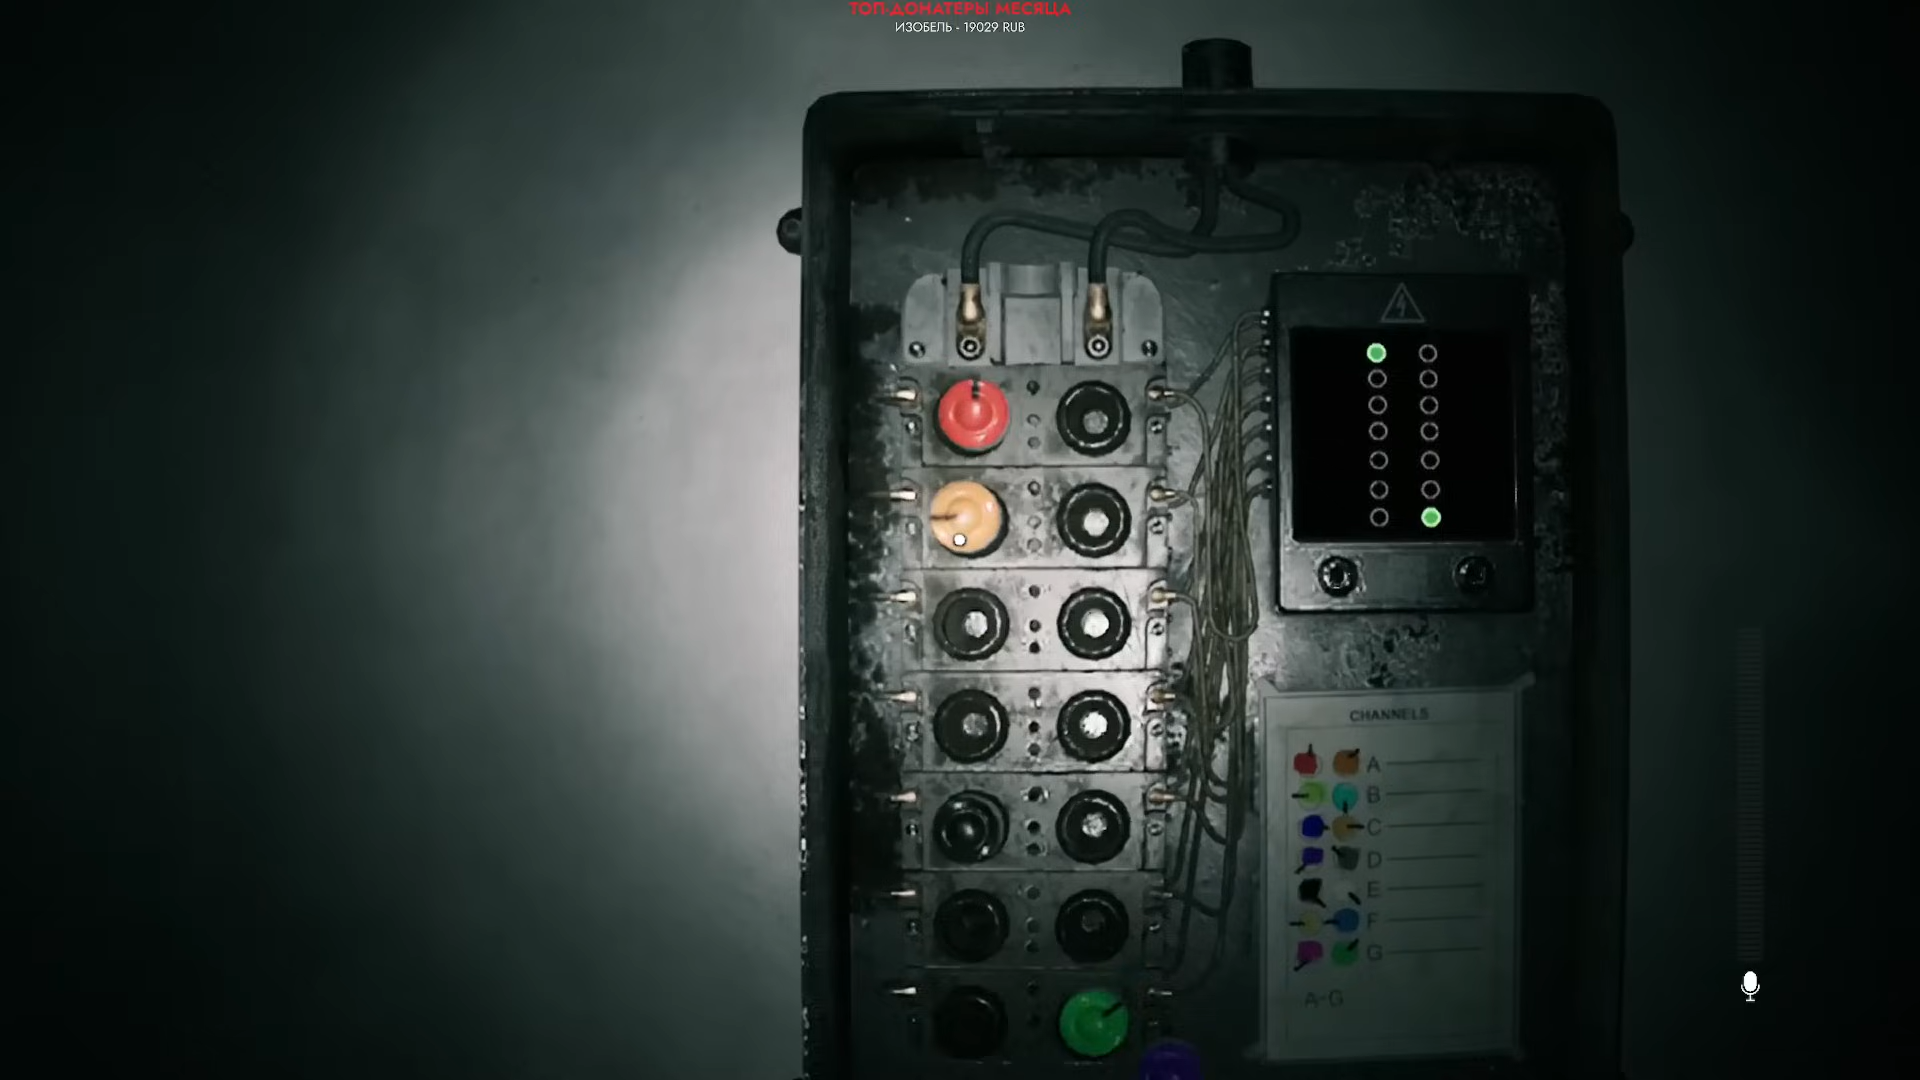 ТОП-ДОНАТЕРЫ МЕСЯЦА
ИЗОБЕЛЬ - 19029 RUB
CHANNELS
A
B
C
D
E
F
G
A-G